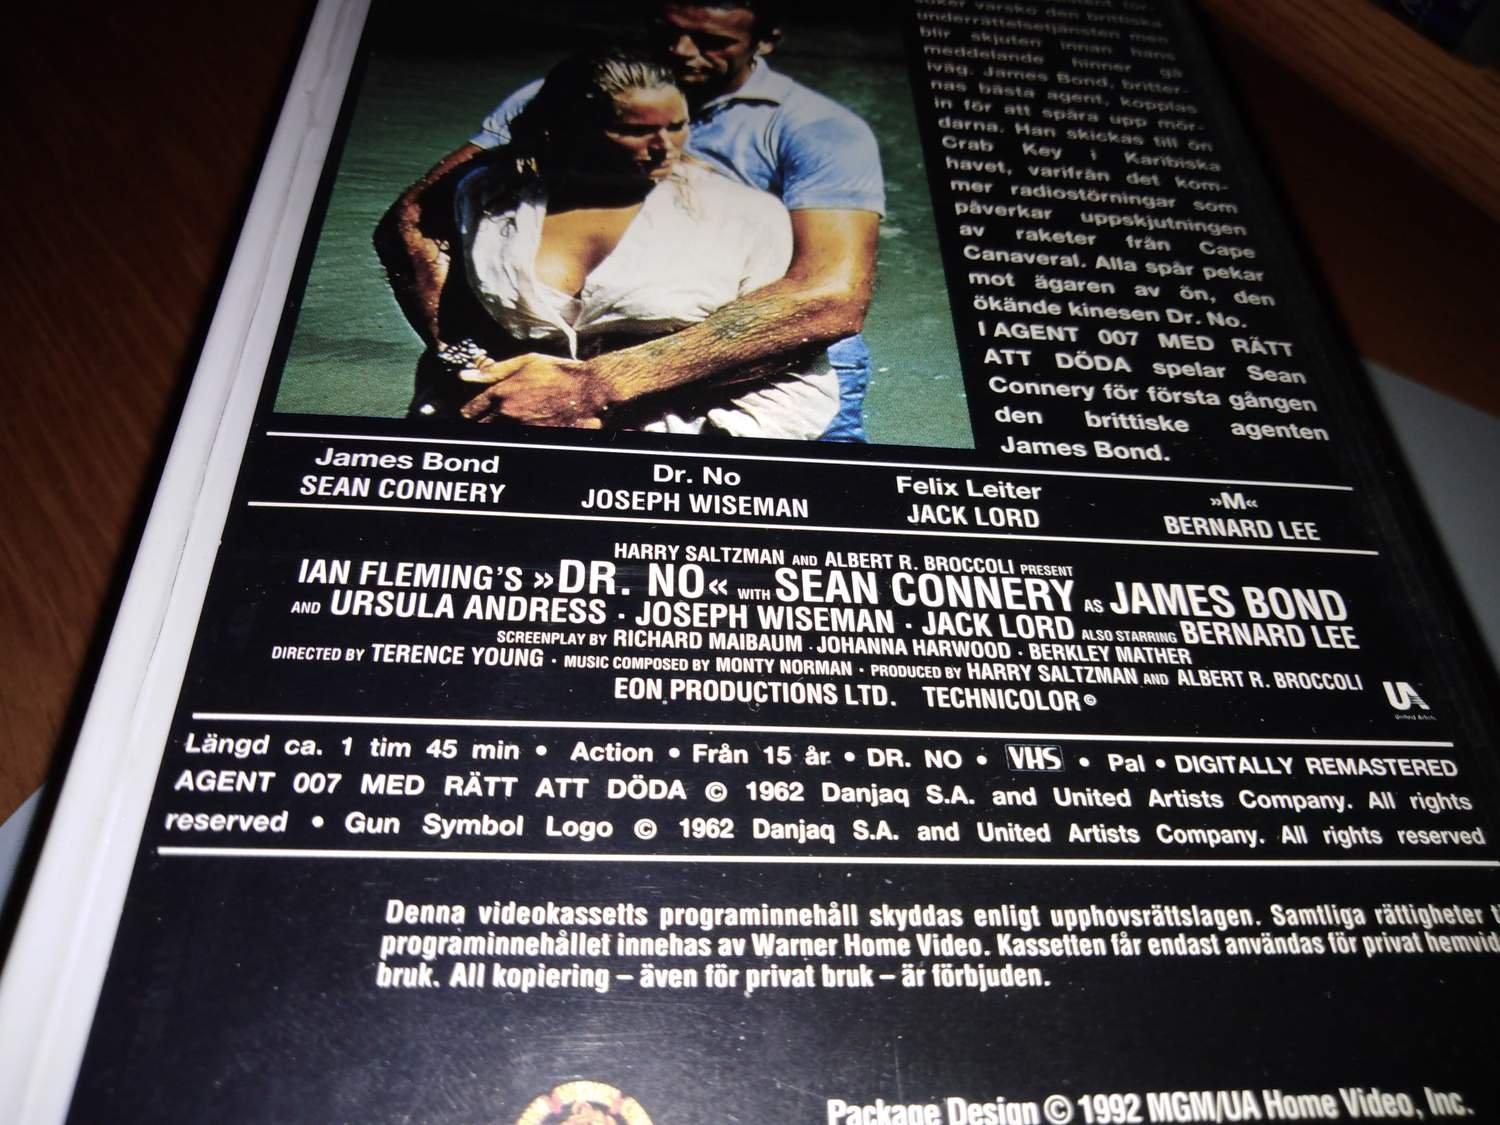 söker varsko den brittiska
underrättelsetjänsten men
blir skjuten innan hans
meddelande hinner gå
iväg. James Bond, britter-
nas bästa agent, kopplas
in för att spåra upp mör-
darna. Han skickas till ön
Crab Key i Karibiska
havet, varifrån det kom-
mer radiostörningar som
påverkar uppskjutningen
av raketer från Cape
Canaveral. Alla spår pekar
mot ägaren av ön, den
ökände kinesen Dr. No.
I AGENT 007 MED RÄTT
ATT DÖDA spelar Sean
Connery för första gången
den brittiske agenten
James Bond.
James Bond Dr. No Felix Leiter »M«
SEAN CONNERY JOSEPH WISEMAN JACK LORD BERNARD LEE
HARRY SALTZMAN AND ALBERT R. BROCCOLI PRESENT
IAN FLEMING'S »DR. NO« WITH SEAN CONNERY AS JAMES BOND
AND URSULA ANDRESS · JOSEPH WISEMAN · JACK LORD ALSO STARRING BERNARD LEE
SCREENPLAY BY RICHARD MAIBAUM · JOHANNA HARWOOD · BERKLEY MATHER
DIRECTED BY TERENCE YOUNG · MUSIC COMPOSED BY MONTY NORMAN · PRODUCED BY HARRY SALTZMAN AND ALBERT R. BROCCOLI
EON PRODUCTIONS LTD. TECHNICOLOR©
UA
United Artists
Längd ca. 1 tim 45 min • Action • Från 15 år • DR. NO • VHS • Pal • DIGITALLY REMASTERED
AGENT 007 MED RÄTT ATT DÖDA © 1962 Danjaq S.A. and United Artists Company. All rights
reserved • Gun Symbol Logo © 1962 Danjaq S.A. and United Artists Company. All rights reserved
Denna videokassetts programinnehåll skyddas enligt upphovsrättslagen. Samtliga rättigheter
programinnehållet innehas av Warner Home Video. Kassetten får endast användas för privat hemvid
bruk. All kopiering – även för privat bruk – är förbjuden.
Package Design © 1992 MGM/UA Home Video, Inc.